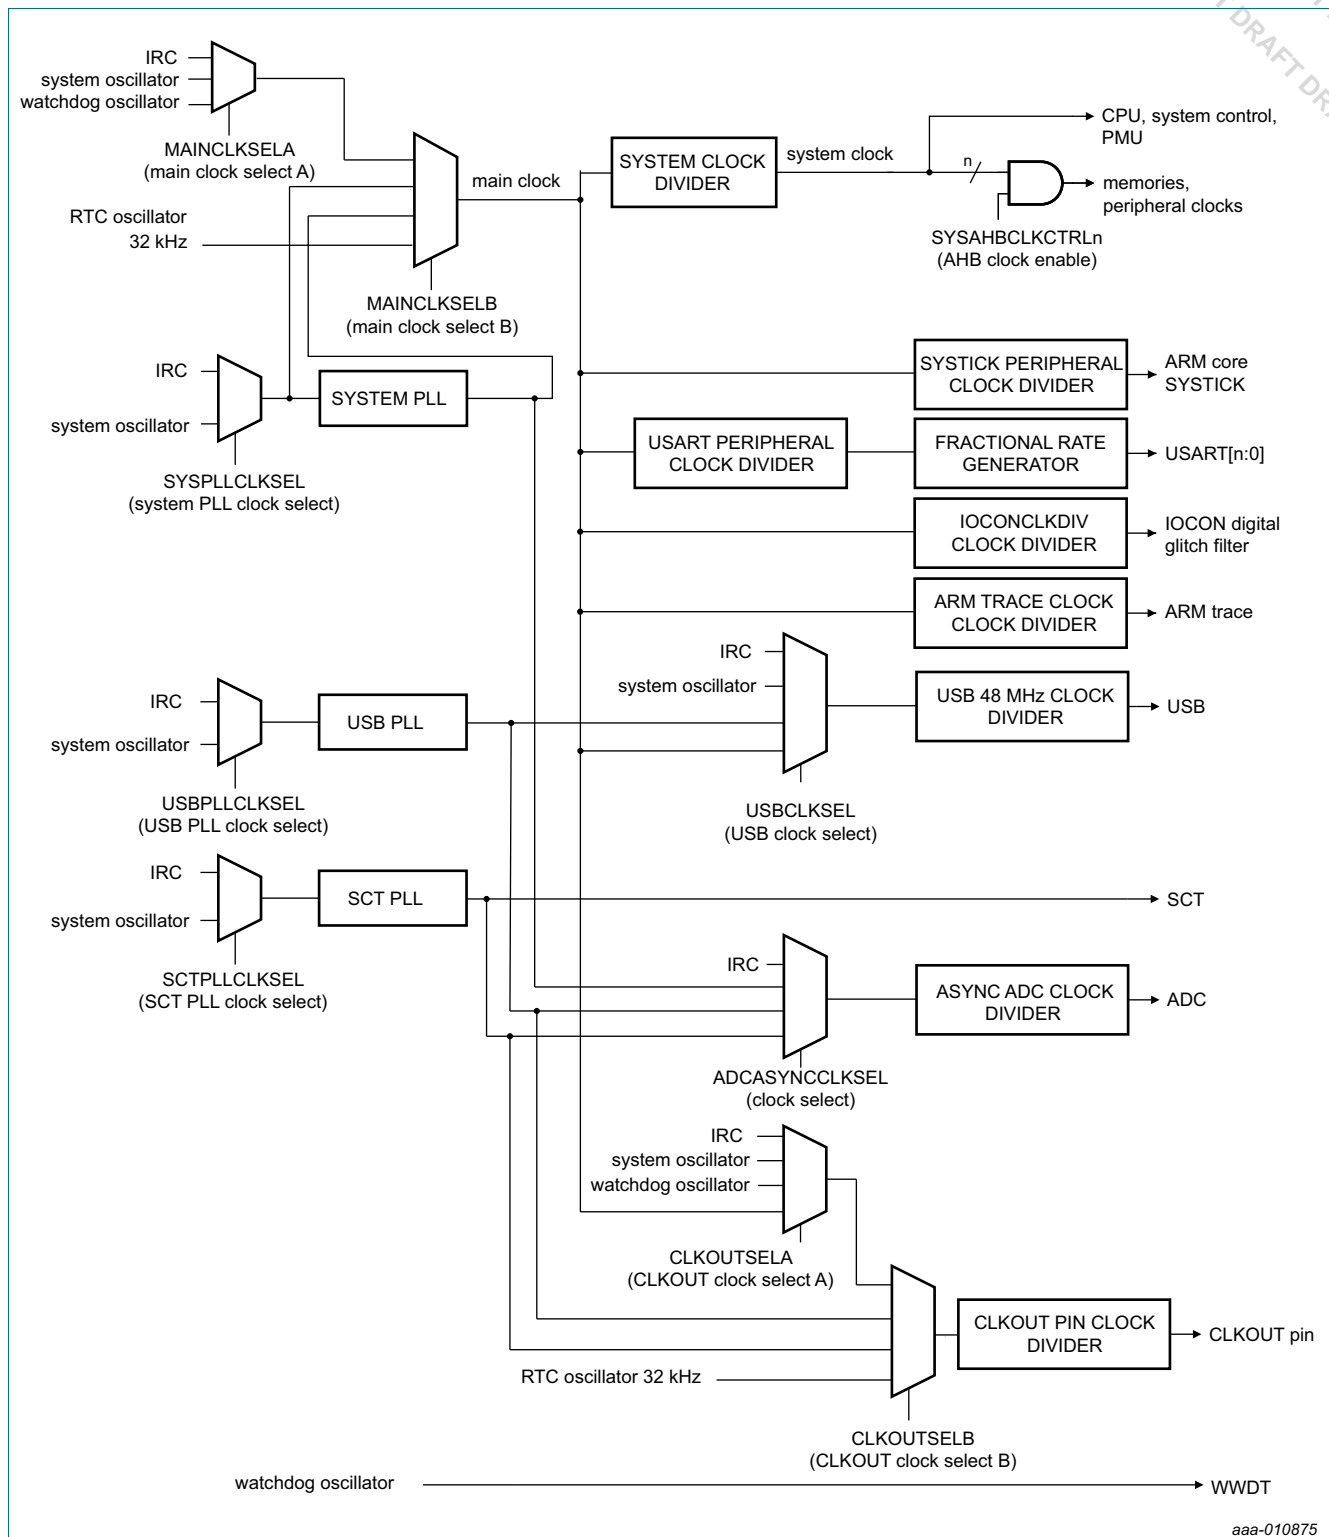 DRAFT DR
IRC
system oscillator
watchdog oscillator
MAINCLKSELA
(main clock select A)
RTC oscillator
32 kHz
main clock
MAINCLKSELB
(main clock select B)
SYSTEM CLOCK
DIVIDER
system clock
n
CPU, system control,
PMU
memories,
peripheral clocks
SYSAHBCLKCTRLn
(AHB clock enable)
IRC
system oscillator
SYSTEM PLL
SYSPLLCLKSEL
(system PLL clock select)
SYSTICK PERIPHERAL
CLOCK DIVIDER
ARM core
SYSTICK
USART PERIPHERAL
CLOCK DIVIDER
FRACTIONAL RATE
GENERATOR
USART[n:0]
IOCONCLKDIV
CLOCK DIVIDER
IOCON digital
glitch filter
ARM TRACE CLOCK
CLOCK DIVIDER
ARM trace
IRC
system oscillator
USB PLL
USBPLLCLKSEL
(USB PLL clock select)
IRC
system oscillator
USB 48 MHz CLOCK
DIVIDER
USB
USBCLKSEL
(USB clock select)
IRC
system oscillator
SCT PLL
SCT
SCTPLLCLKSEL
(SCT PLL clock select)
IRC
ASYNC ADC CLOCK
DIVIDER
ADC
ADCASYNCCLKSEL
(clock select)
IRC
system oscillator
watchdog oscillator
CLKOUTSELA
(CLKOUT clock select A)
RTC oscillator 32 kHz
CLKOUT PIN CLOCK
DIVIDER
CLKOUT pin
CLKOUTSELB
(CLKOUT clock select B)
watchdog oscillator
WWDT
aaa-010875